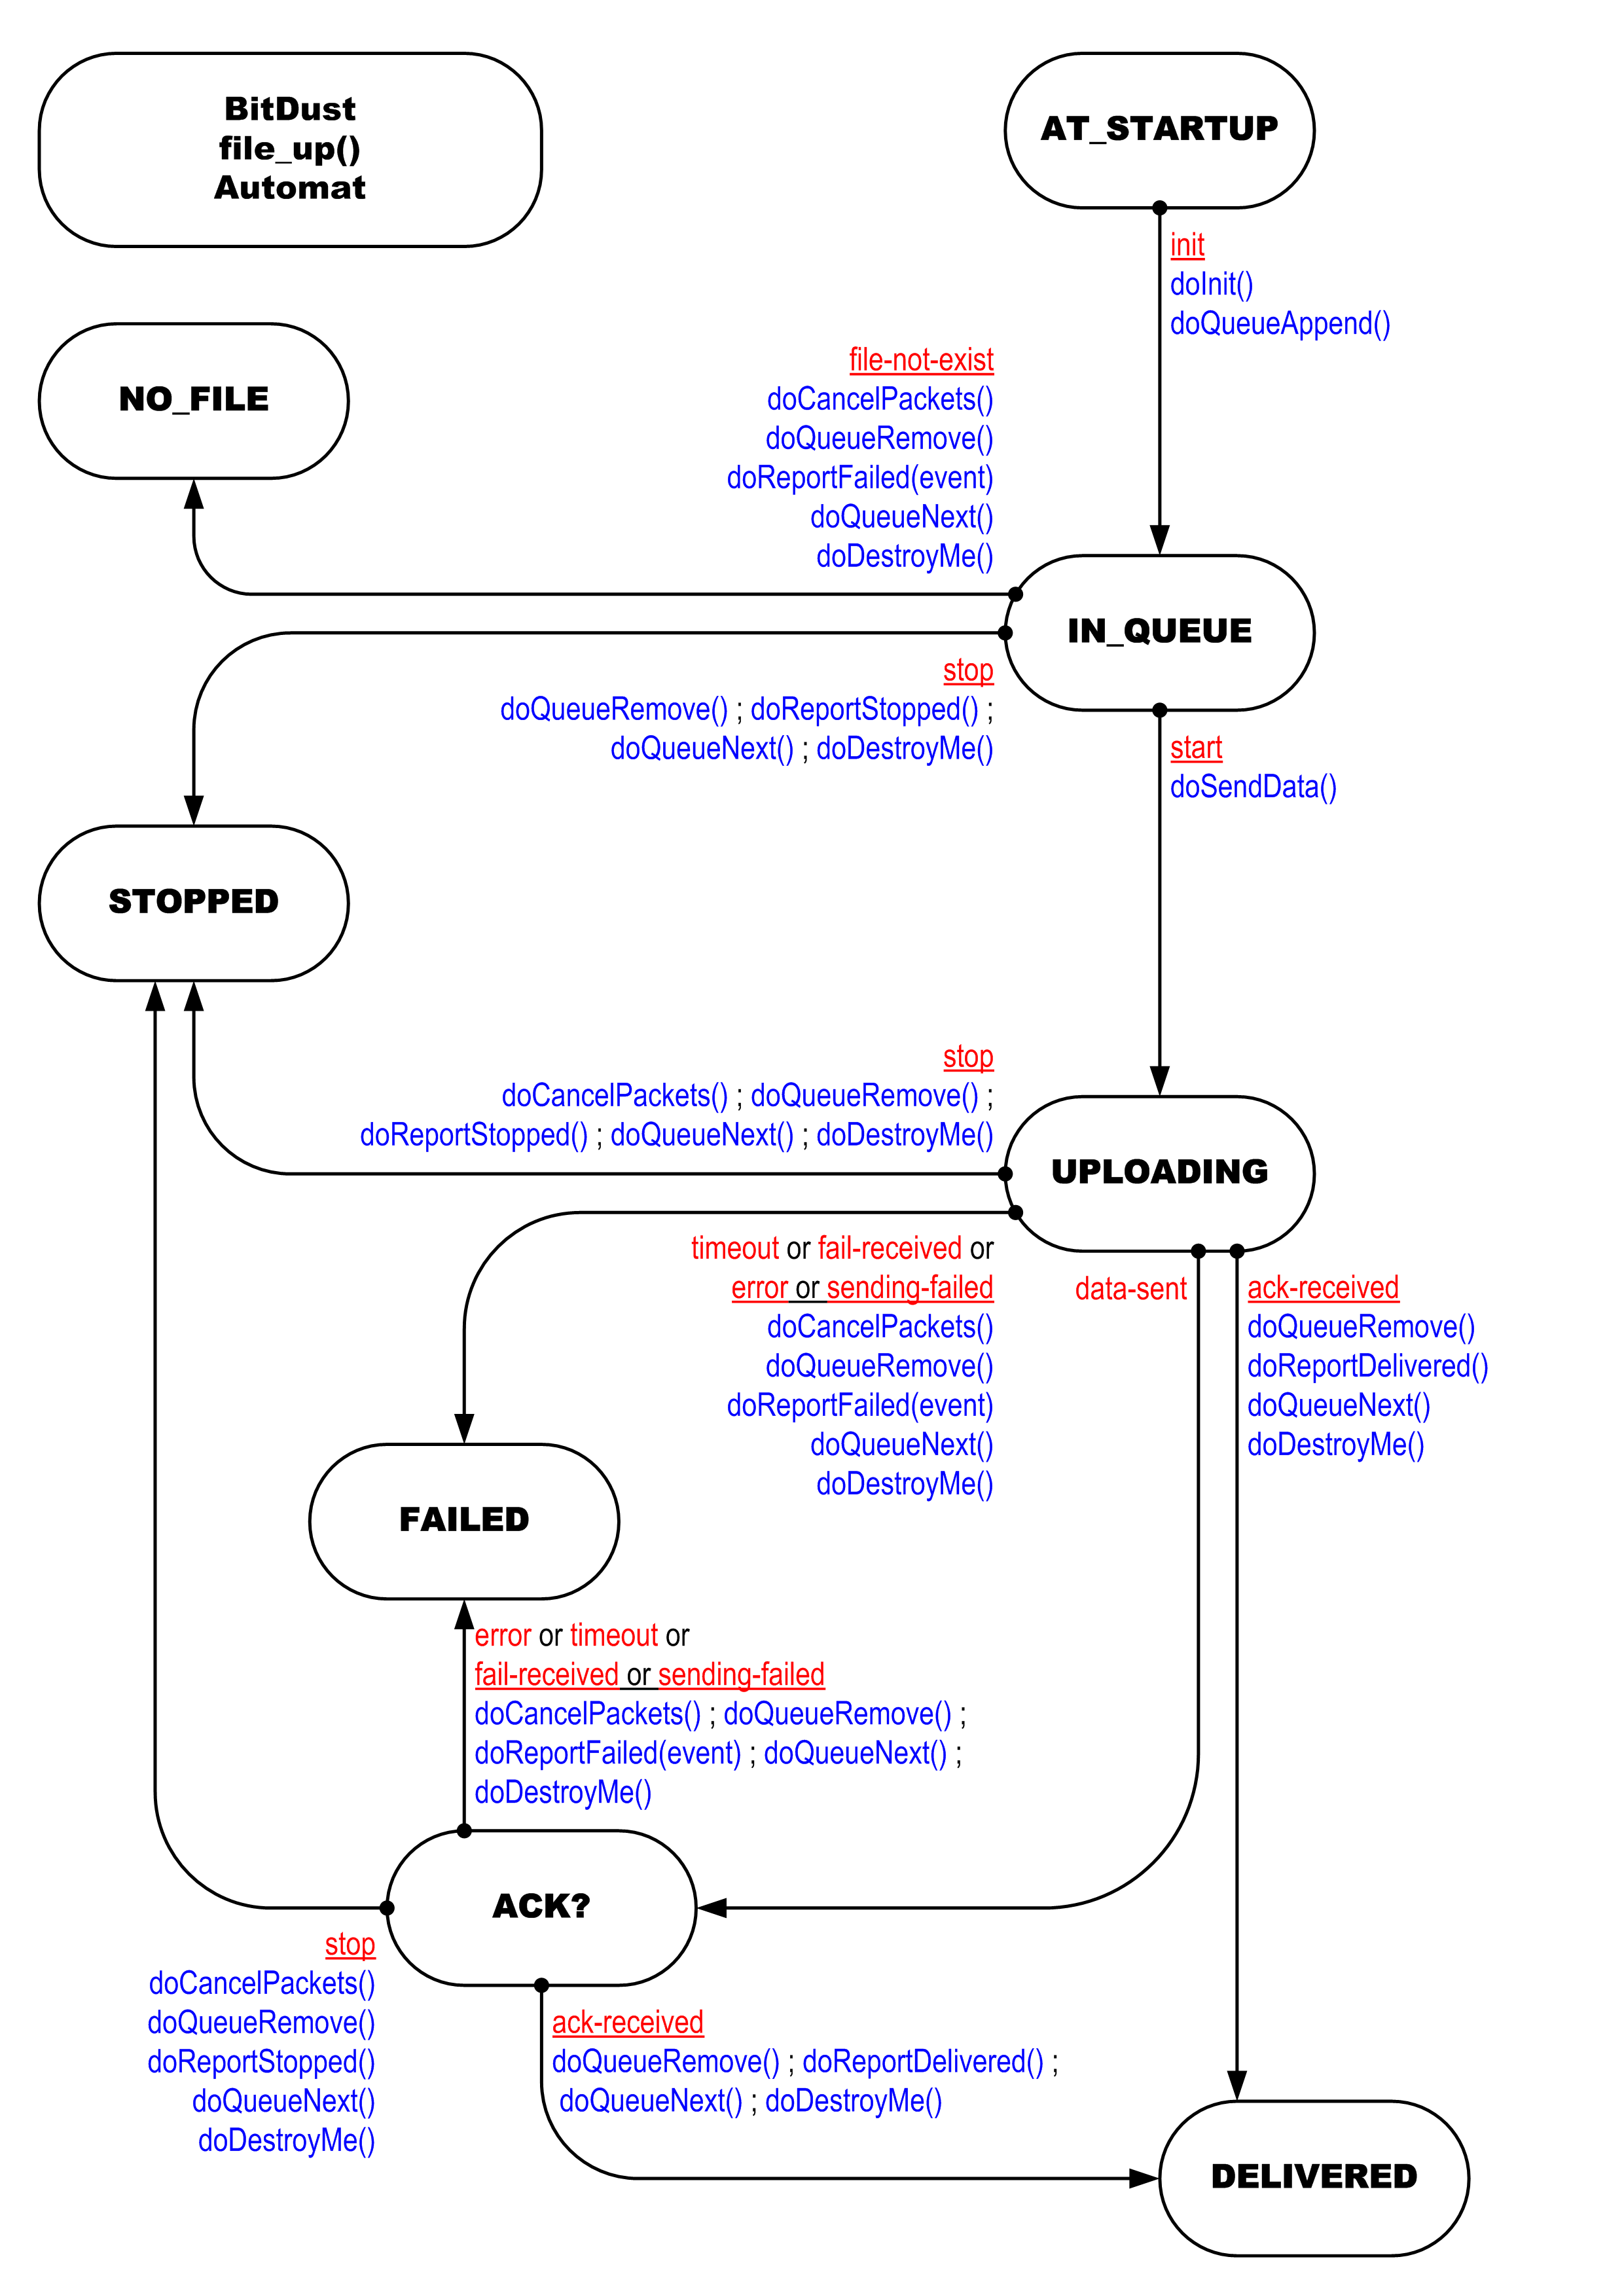 BitDust
file_up()
Automat
AT_STARTUP
init
doInit()
doQueueAppend()
NO_FILE
file-not-exist
doCancelPackets()
doQueueRemove()
doReportFailed(event)
doQueueNext()
doDestroyMe()
IN_QUEUE
stop
doQueueRemove() ; doReportStopped() ;
doQueueNext() ; doDestroyMe()
start
doSendData()
STOPPED
stop
doCancelPackets() ; doQueueRemove() ;
doReportStopped() ; doQueueNext() ; doDestroyMe()
UPLOADING
timeout or fail-received or
error or sending-failed
doCancelPackets()
doQueueRemove()
doReportFailed(event)
doQueueNext()
doDestroyMe()
data-sent
ack-received
doQueueRemove()
doReportDelivered()
doQueueNext()
doDestroyMe()
FAILED
error or timeout or
fail-received or sending-failed
doCancelPackets() ; doQueueRemove() ;
doReportFailed(event) ; doQueueNext() ;
doDestroyMe()
ACK?
stop
doCancelPackets()
doQueueRemove()
doReportStopped()
doQueueNext()
doDestroyMe()
ack-received
doQueueRemove() ; doReportDelivered() ;
doQueueNext() ; doDestroyMe()
DELIVERED